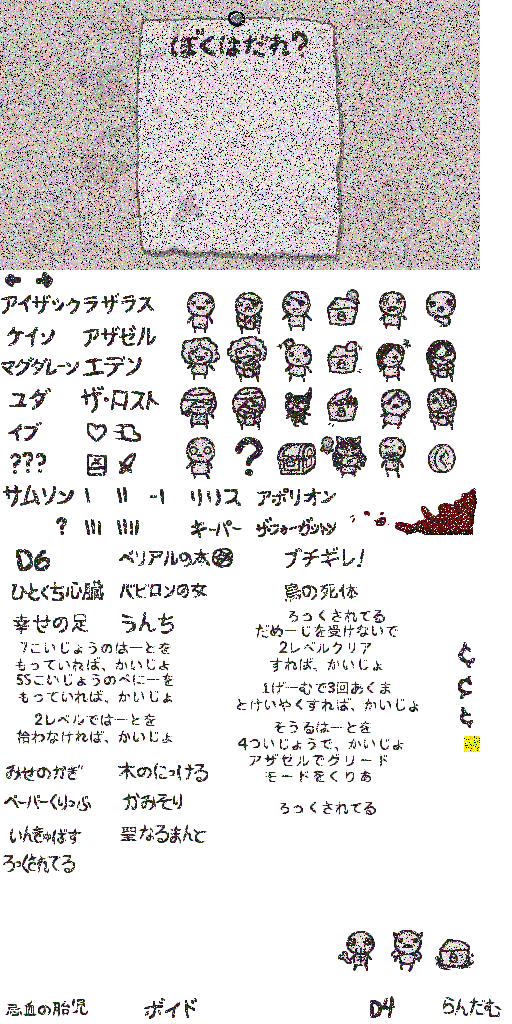 ぼくはだれ?
アイザック ラザラス
ケイン アザゼル
マグダレーン エデン
ユダ ザ・ロスト
イブ
???
サムソン リリス アポリオン
? キーパー ザ・フォーガットン
D6 ベリアルの本 ブチギレ!
ひとくち心臓 バビロンの女 鳥の死体
幸せの足 うんち
7こいじょうのはーとを
もっていれば、かいじょ
55こいじょうのぺにーを
もっていれば、かいじょ
2レベルではーとを
拾わなければ、かいじょ
ろっくされてる
だめーじを受けないで
2レベルクリア
すれば、かいじょ
1げーむで3回あくま
とけいやくすれば、かいじょ
そうるはーとを
4ついじょうで、かいじょ
アザゼルでグリード
モードをくりあ
ろっくされてる
みせのかぎ 木のにっける
ペーパーくりっぷ かみそり
いんきゅばす 聖なるまんと
ろっくされてる
忌血の胎児 ボイド D4 らんだむ